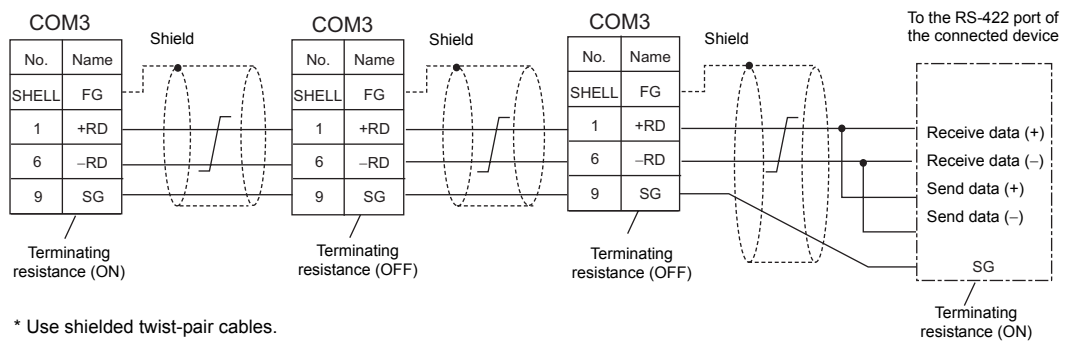 COM3
No. Name
SHELL FG
1 +RD
6 –RD
9 SG
Shield
Terminating
resistance (ON)
COM3
No. Name
SHELL FG
1 +RD
6 –RD
9 SG
Shield
Terminating
resistance (OFF)
COM3
No. Name
SHELL FG
1 +RD
6 –RD
9 SG
Shield
Terminating
resistance (OFF)
To the RS-422 port of
the connected device
Receive data (+)
Receive data (–)
Send data (+)
Send data (–)
SG
Terminating
resistance (ON)
* Use shielded twist-pair cables.